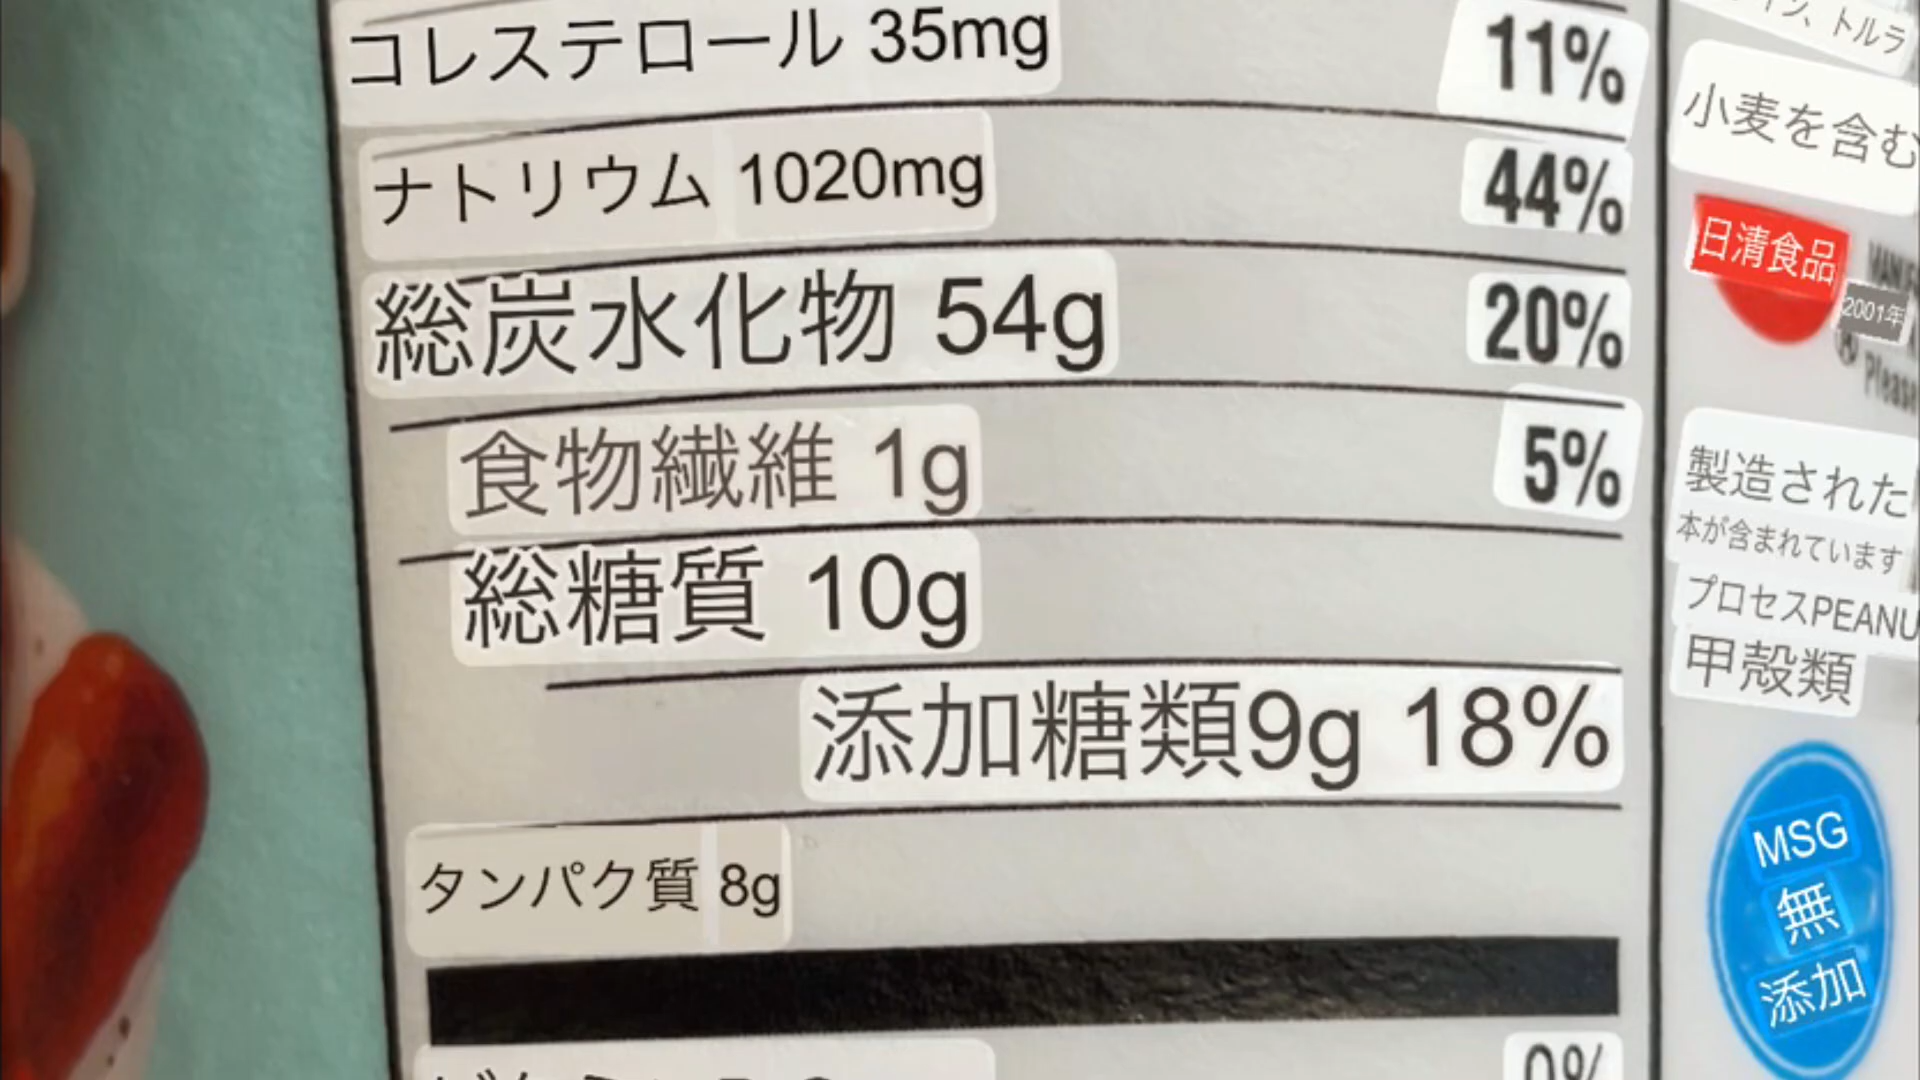 コレステロール 35mg 11%
ナトリウム 1020mg 44%
総炭水化物 54g 20%
食物繊維 1g 5%
総糖質 10g
添加糖類9g 18%
タンパク質 8g
0%
トルラ
小麦を含む
日清食品
2001年
Please
製造された
本が含まれています
プロセスPEANU
甲殻類
MSG
無
添加